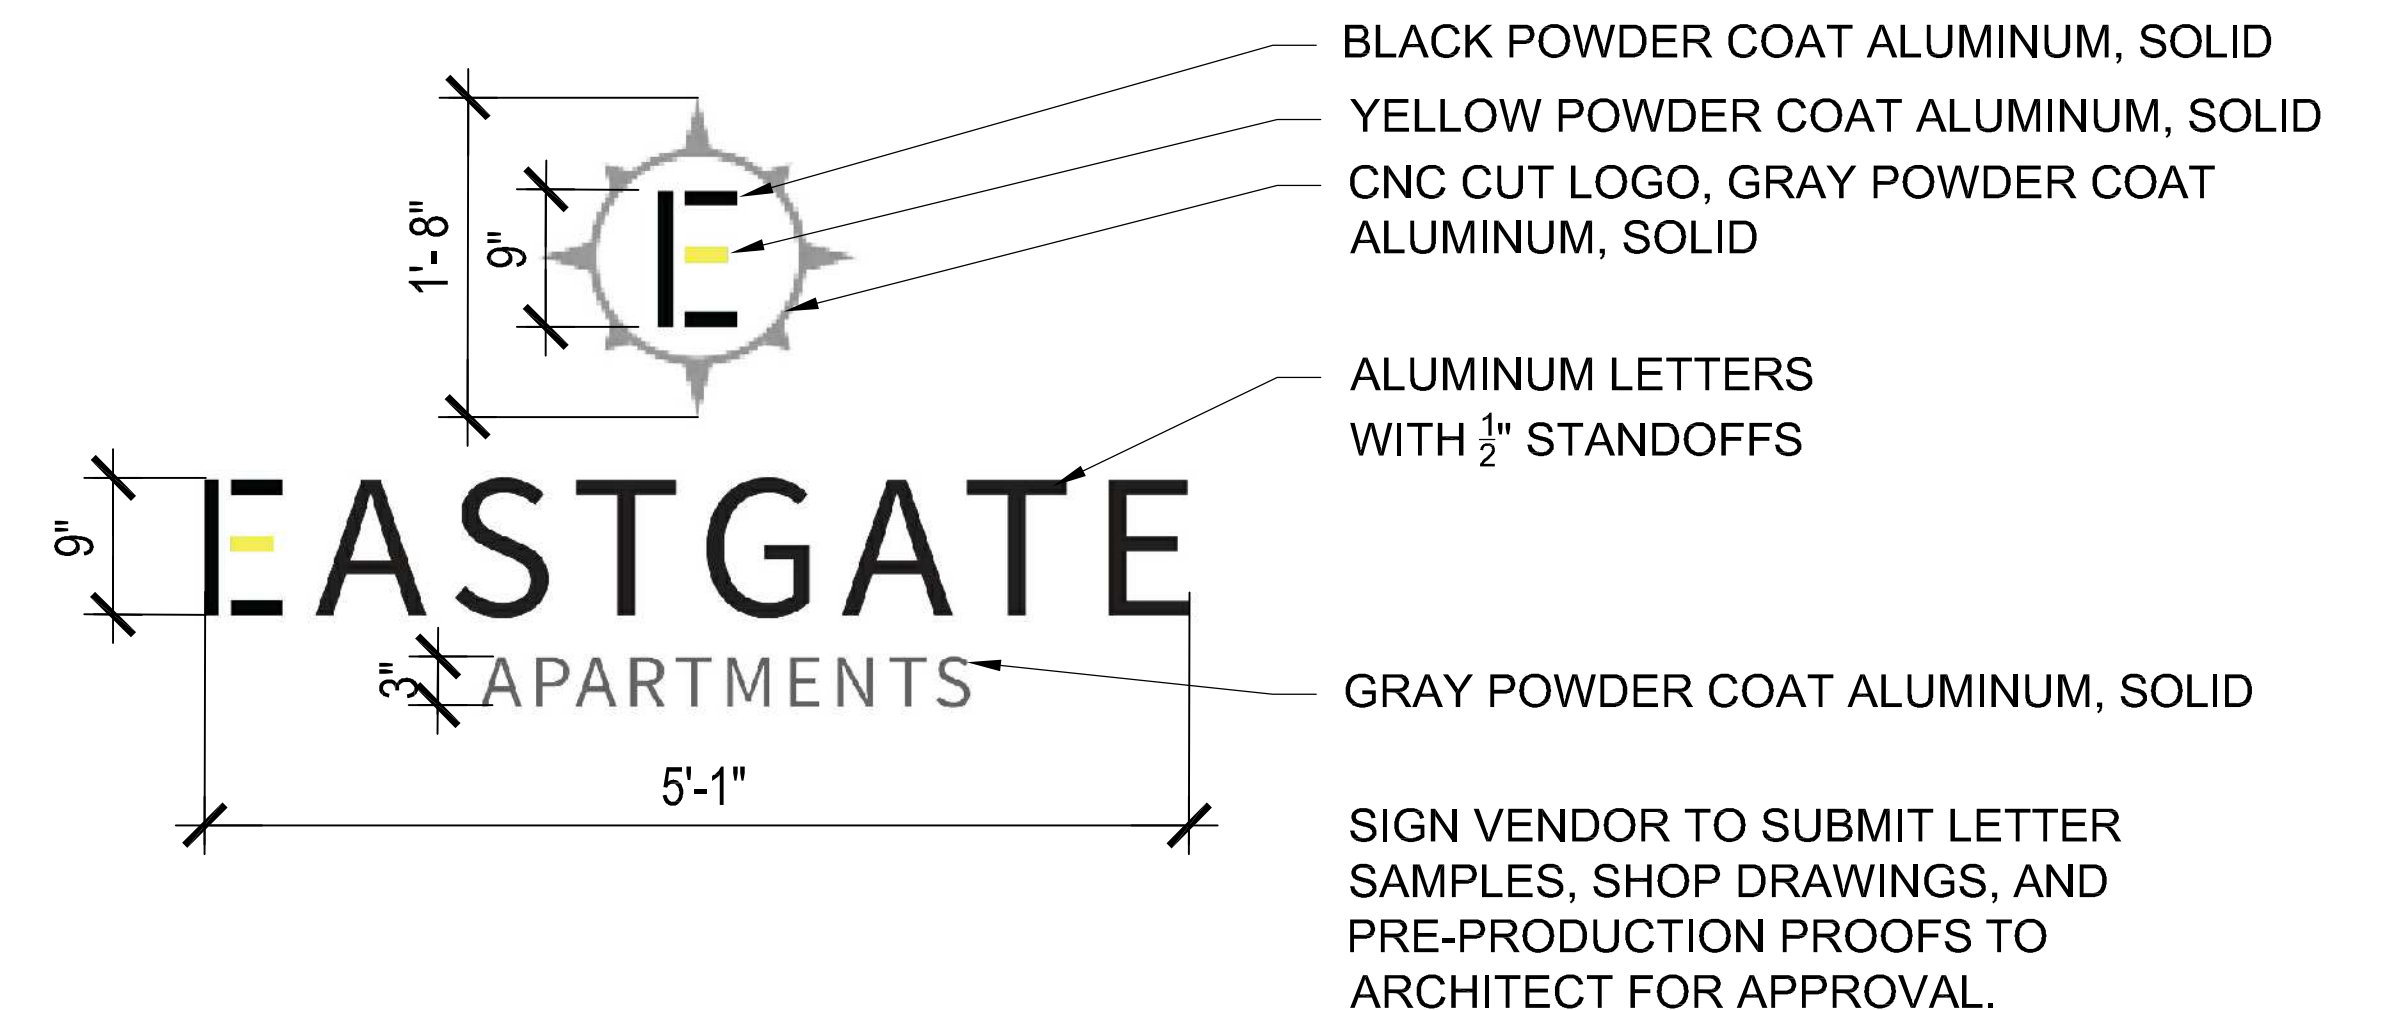 BLACK POWDER COAT ALUMINUM, SOLID
YELLOW POWDER COAT ALUMINUM, SOLID
CNC CUT LOGO, GRAY POWDER COAT
ALUMINUM, SOLID
1'- 8"
9"
E
ALUMINUM LETTERS
WITH ½" STANDOFFS
9"
EASTGATE
3"
APARTMENTS
GRAY POWDER COAT ALUMINUM, SOLID
5'-1"
SIGN VENDOR TO SUBMIT LETTER
SAMPLES, SHOP DRAWINGS, AND
PRE-PRODUCTION PROOFS TO
ARCHITECT FOR APPROVAL.